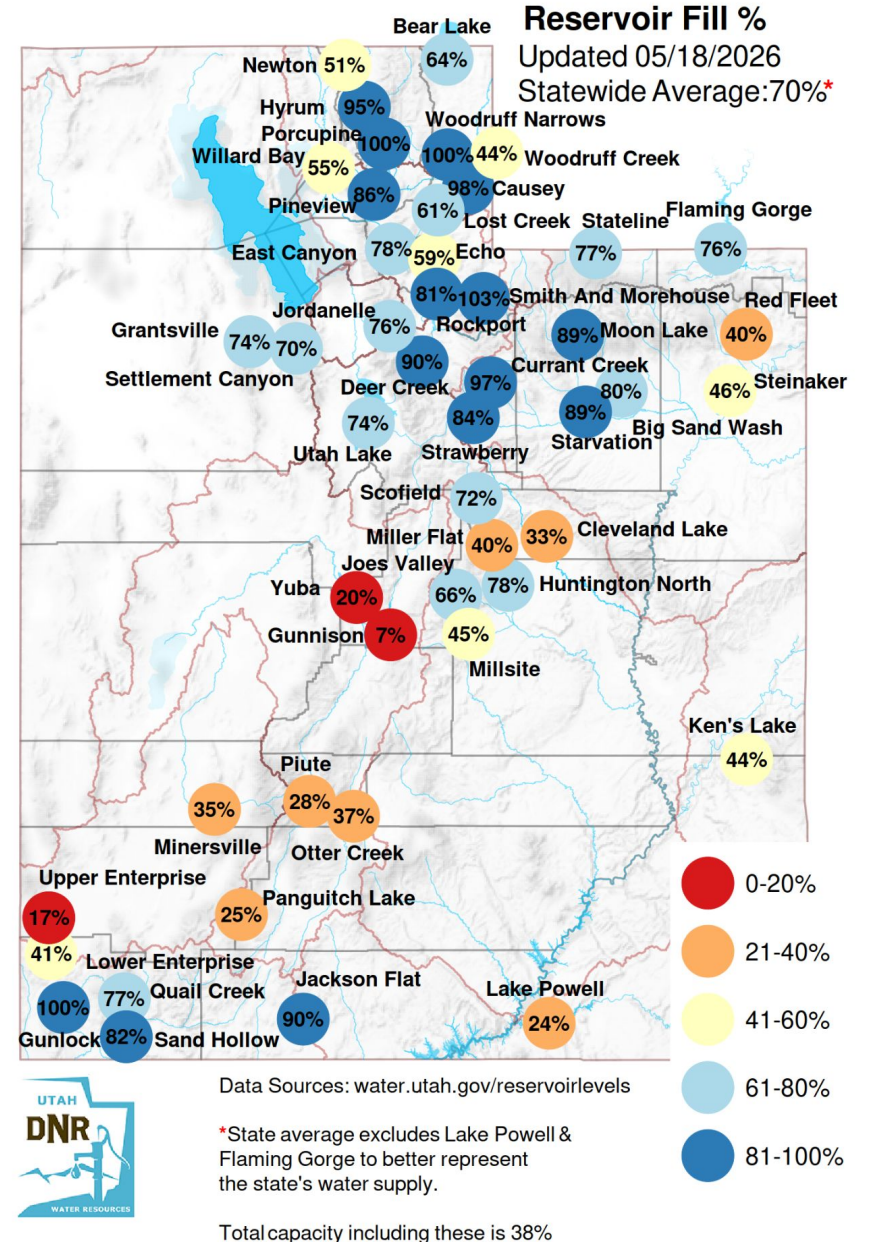 Reservoir Fill %
Updated 05/18/2026
Statewide Average:70%*
Bear Lake
64%
Newton 51%
Hyrum 95%
Porcupine 100%
Woodruff Narrows
100%
44% Woodruff Creek
Willard Bay
55%
98% Causey
Pineview 86%
61%
Lost Creek
Stateline
77%
Flaming Gorge
76%
East Canyon 78%
59% Echo
81%
Rockport
103% Smith And Morehouse
Red Fleet
40%
Jordanelle
76%
Grantsville
74%
70%
Settlement Canyon
89% Moon Lake
90%
Deer Creek
Currant Creek
97%
80%
Big Sand Wash
46% Steinaker
89%
Starvation
84%
Strawberry
74%
Utah Lake
Scofield 72%
Miller Flat 40%
33% Cleveland Lake
Joes Valley
66%
78% Huntington North
Yuba 20%
Gunnison 7%
45%
Millsite
Ken's Lake
44%
Piute
28%
37%
Otter Creek
35%
Minersville
Upper Enterprise
17%
25% Panguitch Lake
41%
Lower Enterprise
77% Quail Creek
100%
Gunlock
82% Sand Hollow
Jackson Flat
90%
Lake Powell
24%
0-20%
21-40%
41-60%
61-80%
81-100%
UTAH
DNR
WATER RESOURCES
Data Sources: water.utah.gov/reservoirlevels
*State average excludes Lake Powell &
Flaming Gorge to better represent
the state's water supply.
Total capacity including these is 38%